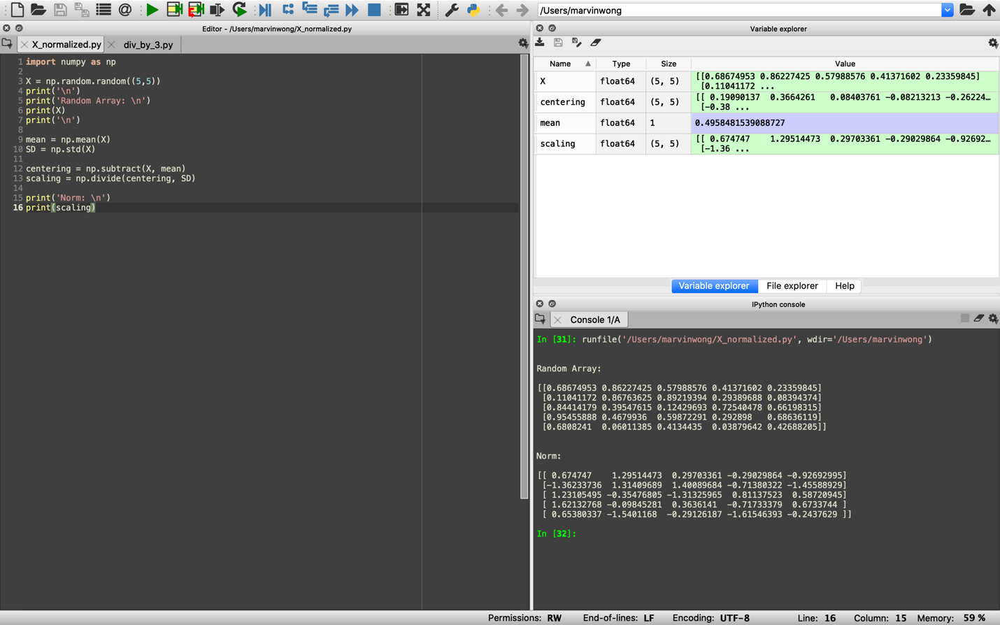 /Users/marvinwong
Editor - /Users/marvinwong/X_normalized.py
X_normalized.py
div_by_3.py
1 import numpy as np
2
3 X = np.random.random((5,5))
4 print('\n')
5 print('Random Array: \n')
6 print(X)
7 print('\n')
8
9 mean = np.mean(X)
10 SD = np.std(X)
11
12 centering = np.subtract(X, mean)
13 scaling = np.divide(centering, SD)
14
15 print('Norm: \n')
16 print(scaling)
Variable explorer
Name Type Size Value
X float64 (5, 5) [[0.68674953 0.86227425 0.57988576 0.41371602 0.23359845]
[0.11041172 ...
centering float64 (5, 5) [[ 0.19090137 0.3664261 0.08403761 -0.08213213 -0.26224…
[-0.38 ...
mean float64 1 0.4958481539088727
scaling float64 (5, 5) [[ 0.674747 1.29514473 0.29703361 -0.29029864 -0.92692…
[-1.36 ...
Variable explorer File explorer Help
IPython console
Console 1/A
In [31]: runfile('/Users/marvinwong/X_normalized.py', wdir='/Users/marvinwong')
Random Array:
[[0.68674953 0.86227425 0.57988576 0.41371602 0.23359845]
[0.11041172 0.86763625 0.89219394 0.29389688 0.08394374]
[0.84414179 0.39547615 0.12429693 0.72540478 0.66198315]
[0.95455888 0.4679936 0.59872291 0.292898 0.68636119]
[0.6808241 0.06011385 0.4134435 0.03879642 0.42688205]]
Norm:
[[ 0.674747 1.29514473 0.29703361 -0.29029864 -0.92692995]
[-1.36233736 1.31409689 1.40089684 -0.71380322 -1.45588929]
[ 1.23105495 -0.35476805 -1.31325965 0.81137523 0.58720945]
[ 1.62132768 -0.09845281 0.3636141 -0.71733379 0.6733744 ]
[ 0.65380337 -1.5401168 -0.29126187 -1.61546393 -0.2437629 ]]
In [32]:
Permissions: RW End-of-lines: LF Encoding: UTF-8 Line: 16 Column: 15 Memory: 59 %